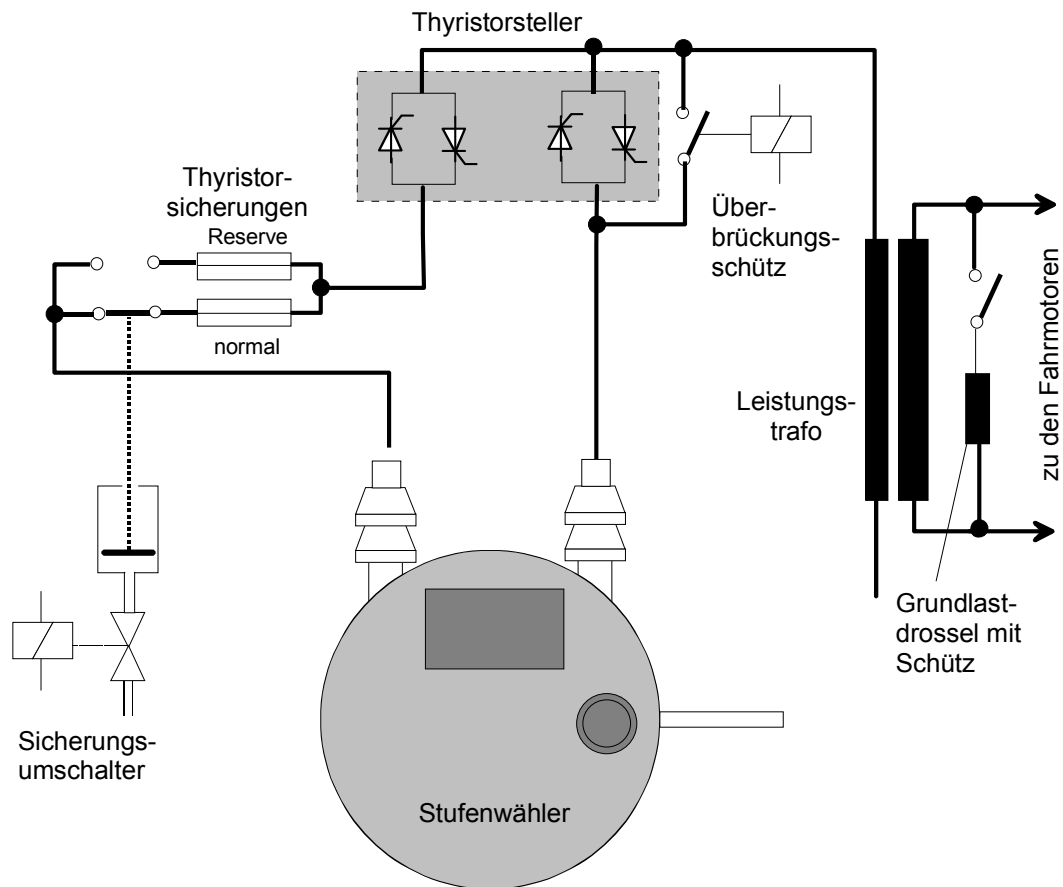 Thyristorsteller
Thyristor-
sicherungen
Reserve
normal
Über-
brückungs-
schütz
Leistungs-
trafo
zu den Fahrmotoren
Grundlast-
drossel mit
Schütz
Sicherungs-
umschalter
Stufenwähler